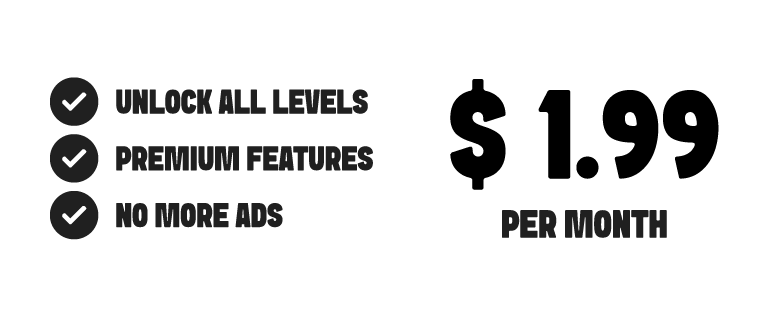 UNLOCK ALL LEVELS
PREMIUM FEATURES
NO MORE ADS
$ 1.99
PER MONTH